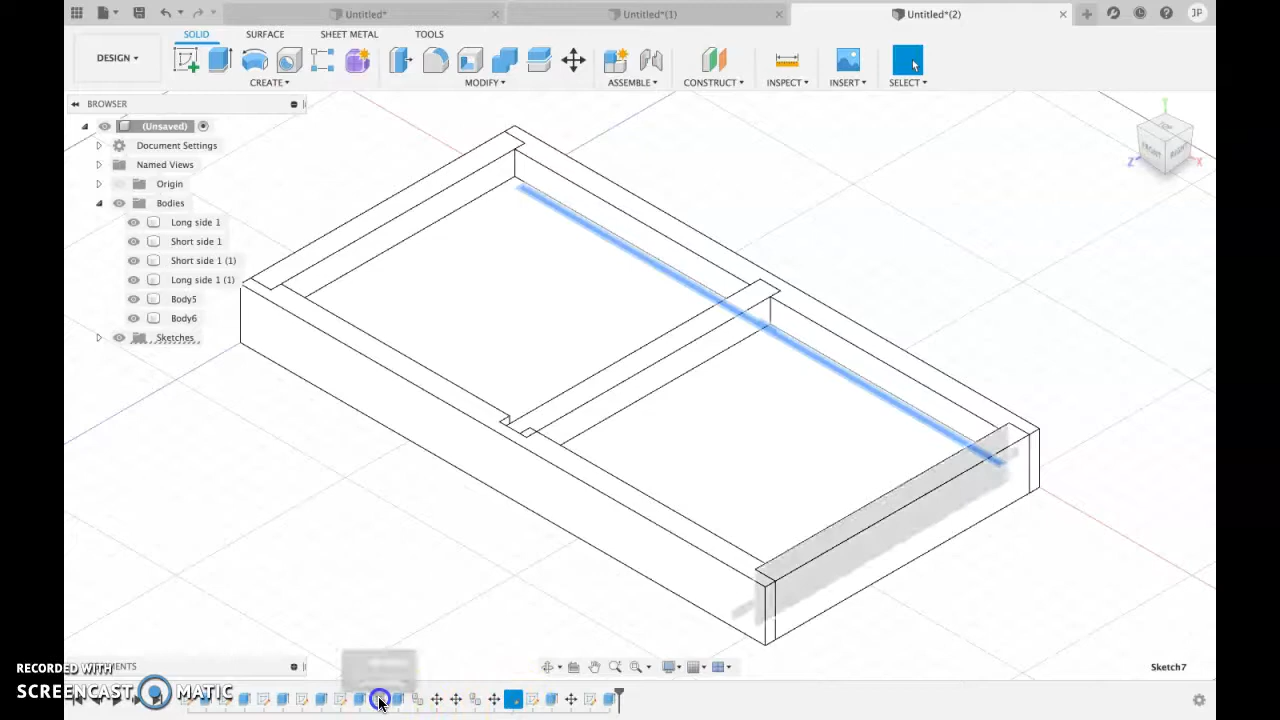 Untitled*
Untitled*(1)
Untitled*(2)
JP
SOLID
SURFACE
SHEET METAL
TOOLS
DESIGN
CREATE
MODIFY
ASSEMBLE
CONSTRUCT
INSPECT
INSERT
SELECT
BROWSER
(Unsaved)
Document Settings
Named Views
Origin
Bodies
Long side 1
Short side 1
Short side 1 (1)
Long side 1 (1)
Body5
Body6
Sketches
FRONT
RIGHT
Y
Z
X
Sketch7
RECORDED WITH
SCREENCAST MATIC